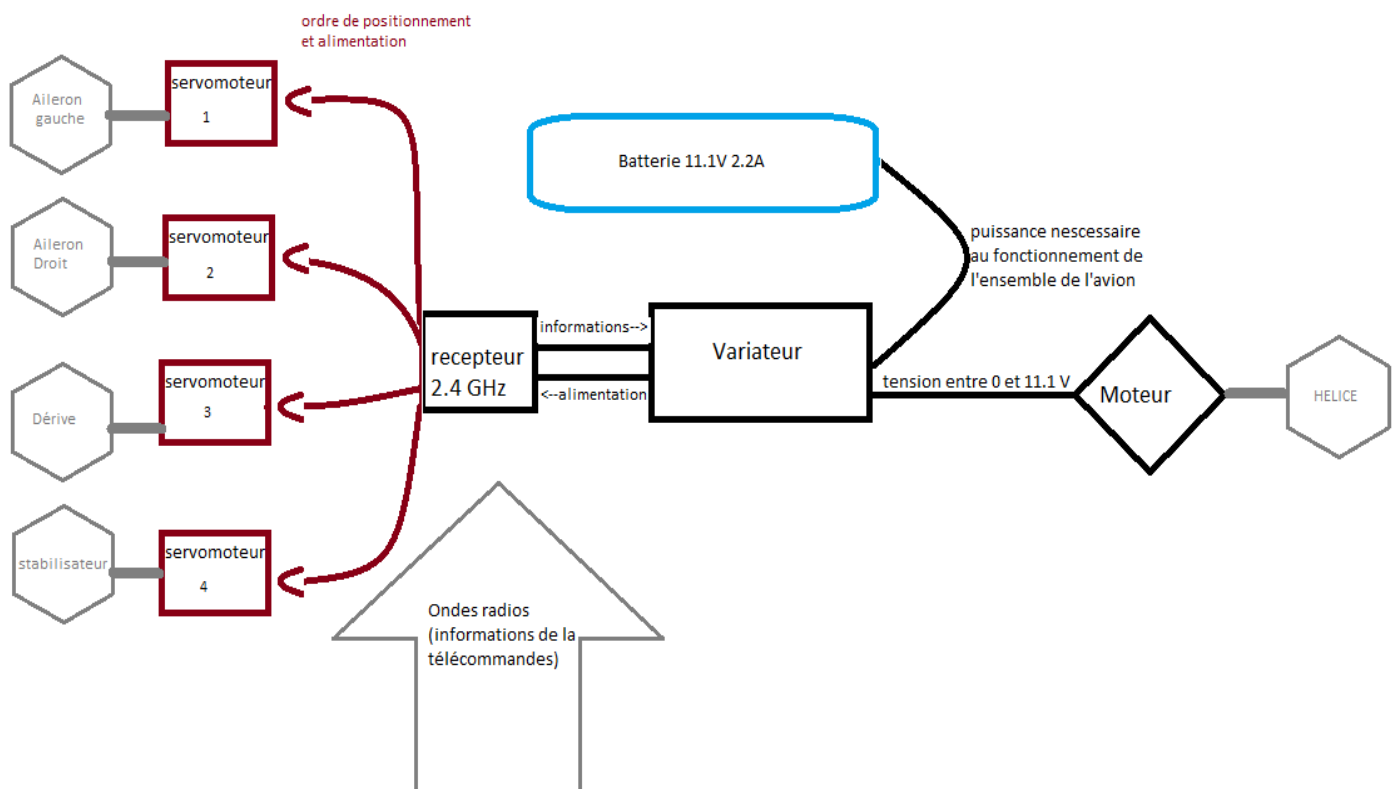 ordre de positionnement
et alimentation
Aileron
gauche
servomoteur
1
Batterie 11.1V 2.2A
Aileron
Droit
servomoteur
2
puissance nescessaire
au fonctionnement de
l'ensemble de l'avion
recepteur
2.4 GHz
informations-->
<--alimentation
Variateur
tension entre 0 et 11.1 V
Moteur
HELICE
Dérive
servomoteur
3
stabilisateur
servomoteur
4
Ondes radios
(informations de la
télécommandes)